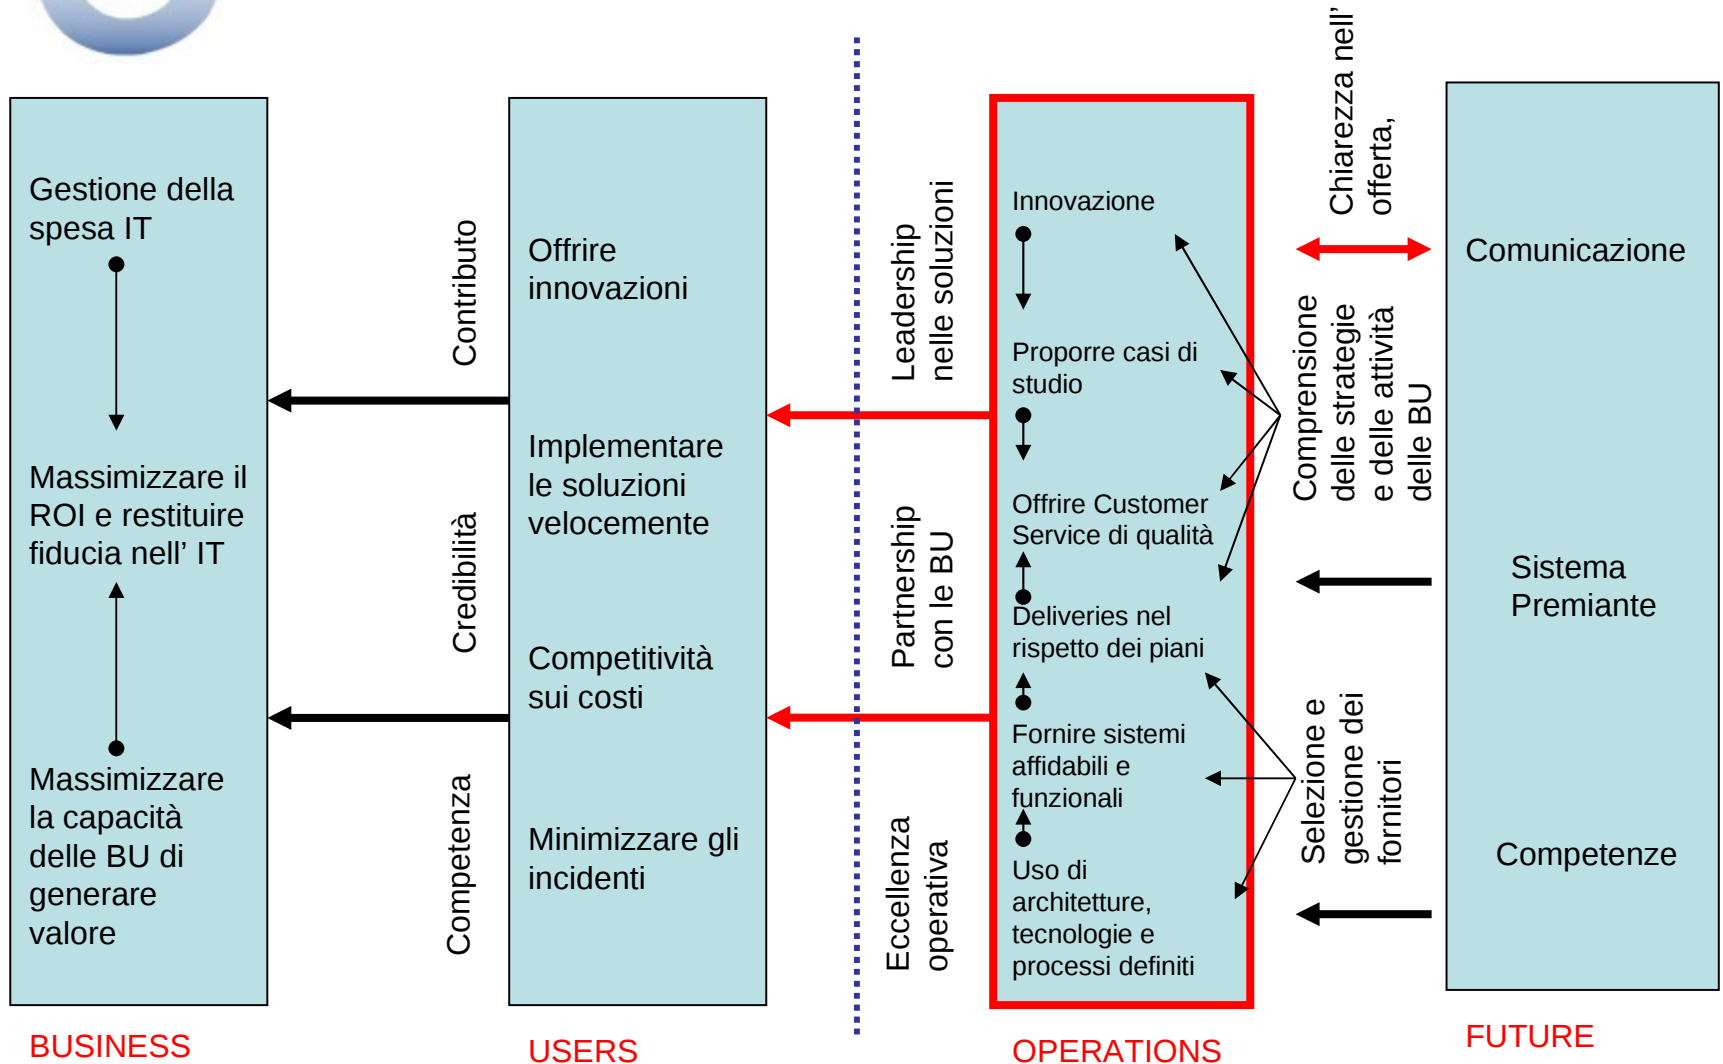 Gestione della
spesa IT
Massimizzare il
ROI e restituire
fiducia nell’ IT
Massimizzare
la capacità
delle BU di
generare
valore
BUSINESS
Contributo
Credibilità
Competenza
Offrire
innovazioni
Implementare
le soluzioni
velocemente
Competitività
sui costi
Minimizzare gli
incidenti
USERS
Leadership
nelle soluzioni
Partnership
con le BU
Eccellenza
operativa
Innovazione
Proporre casi di
studio
Offrire Customer
Service di qualità
Deliveries nel
rispetto dei piani
Fornire sistemi
affidabili e
funzionali
Uso di
architetture,
tecnologie e
processi definiti
OPERATIONS
Chiarezza nell’
offerta,
Comprensione
delle strategie
e delle attività
delle BU
Selezione e
gestione dei
fornitori
Comunicazione
Sistema
Premiante
Competenze
FUTURE